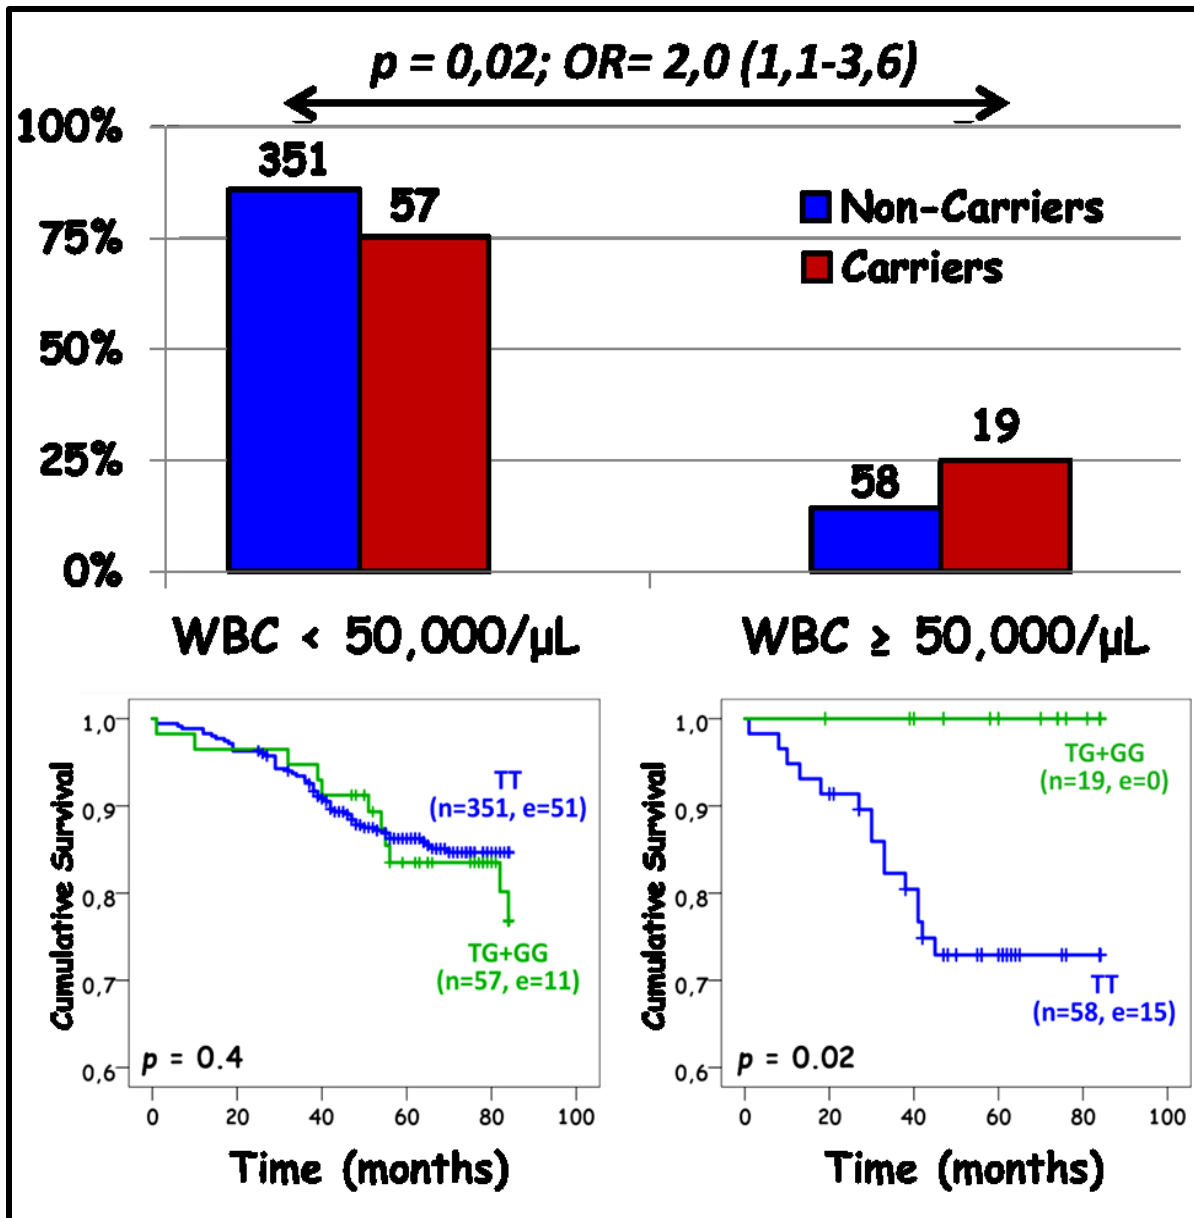 p = 0,02; OR= 2,0 (1,1-3,6)
100%
75%
50%
25%
0%
351
57
58
19
Non-Carriers
Carriers
WBC < 50,000/µL
WBC ≥ 50,000/µL
Cumulative Survival
1,0
0,9
0,8
0,7
0,6
TT
(n=351, e=51)
TG+GG
(n=57, e=11)
p = 0.4
0 20 40 60 80 100
Time (months)
Cumulative Survival
1,0
0,9
0,8
0,7
0,6
TG+GG
(n=19, e=0)
TT
(n=58, e=15)
p = 0.02
0 20 40 60 80 100
Time (months)